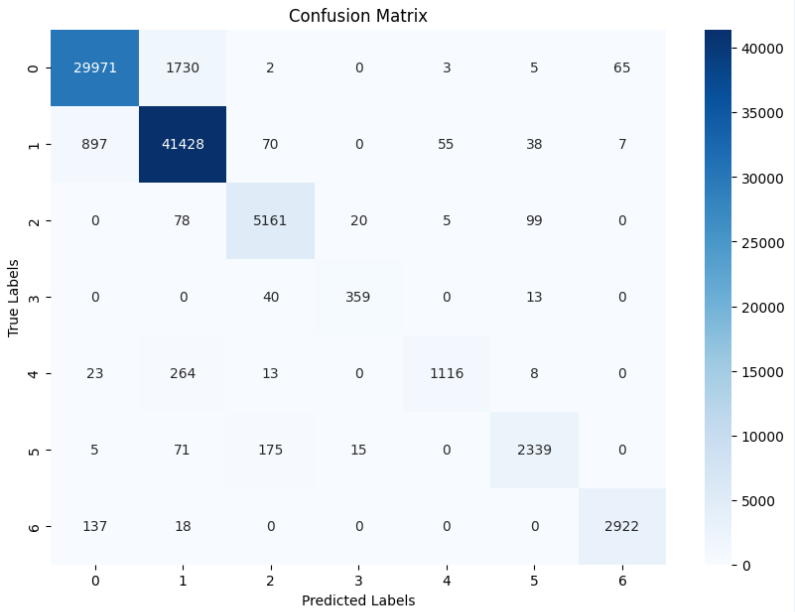 Confusion Matrix
0 29971 1730 2 0 3 5 65
1 897 41428 70 0 55 38 7
2 0 78 5161 20 5 99 0
3 0 0 40 359 0 13 0
4 23 264 13 0 1116 8 0
5 5 71 175 15 0 2339 0
6 137 18 0 0 0 0 2922
0 1 2 3 4 5 6
Predicted Labels
True Labels
40000
35000
30000
25000
20000
15000
10000
5000
0